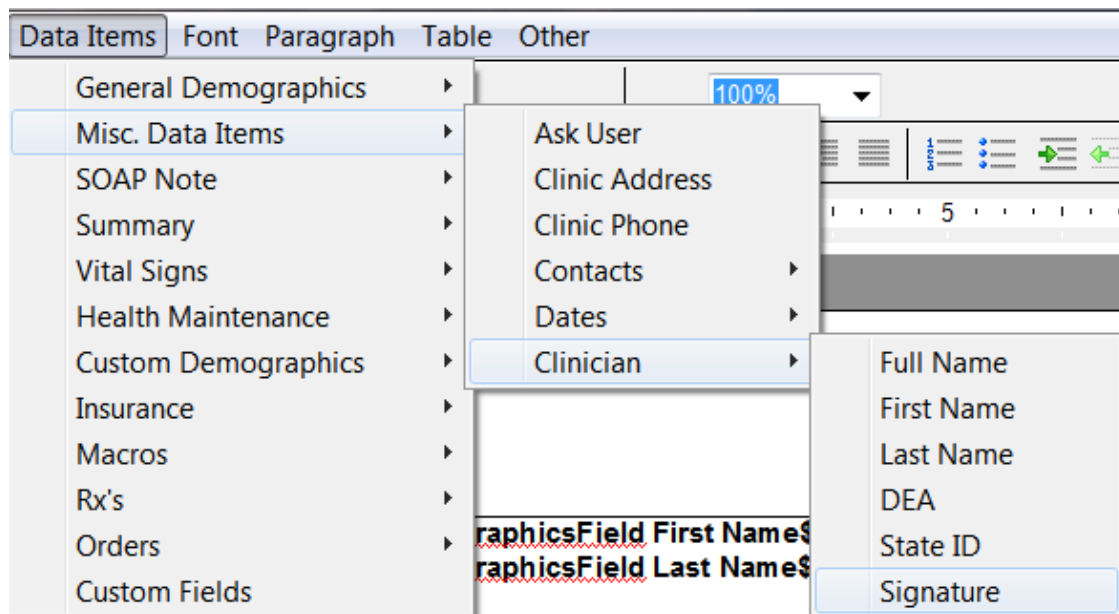 Data Items Font Paragraph Table Other
General Demographics
Misc. Data Items
SOAP Note
Summary
Vital Signs
Health Maintenance
Custom Demographics
Insurance
Macros
Rx's
Orders
Custom Fields
100%
5
Ask User
Clinic Address
Clinic Phone
Contacts
Dates
Clinician
Full Name
First Name
Last Name
DEA
State ID
Signature
raphicsField First Name$
raphicsField Last Name$